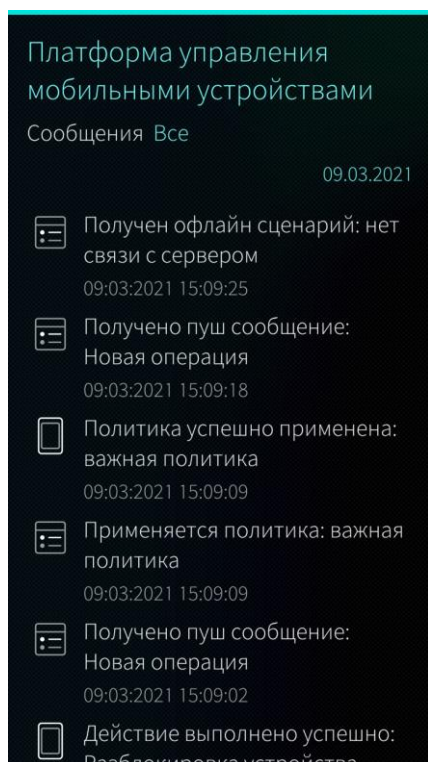 Платформа управления
мобильными устройствами
Сообщения Все
09.03.2021
Получен офлайн сценарий: нет
связи с сервером
09:03:2021 15:09:25
Получено пуш сообщение:
Новая операция
09:03:2021 15:09:18
Политика успешно применена:
важная политика
09:03:2021 15:09:09
Применяется политика: важная
политика
09:03:2021 15:09:09
Получено пуш сообщение:
Новая операция
09:03:2021 15:09:02
Действие выполнено успешно:
Разблокировка устройства